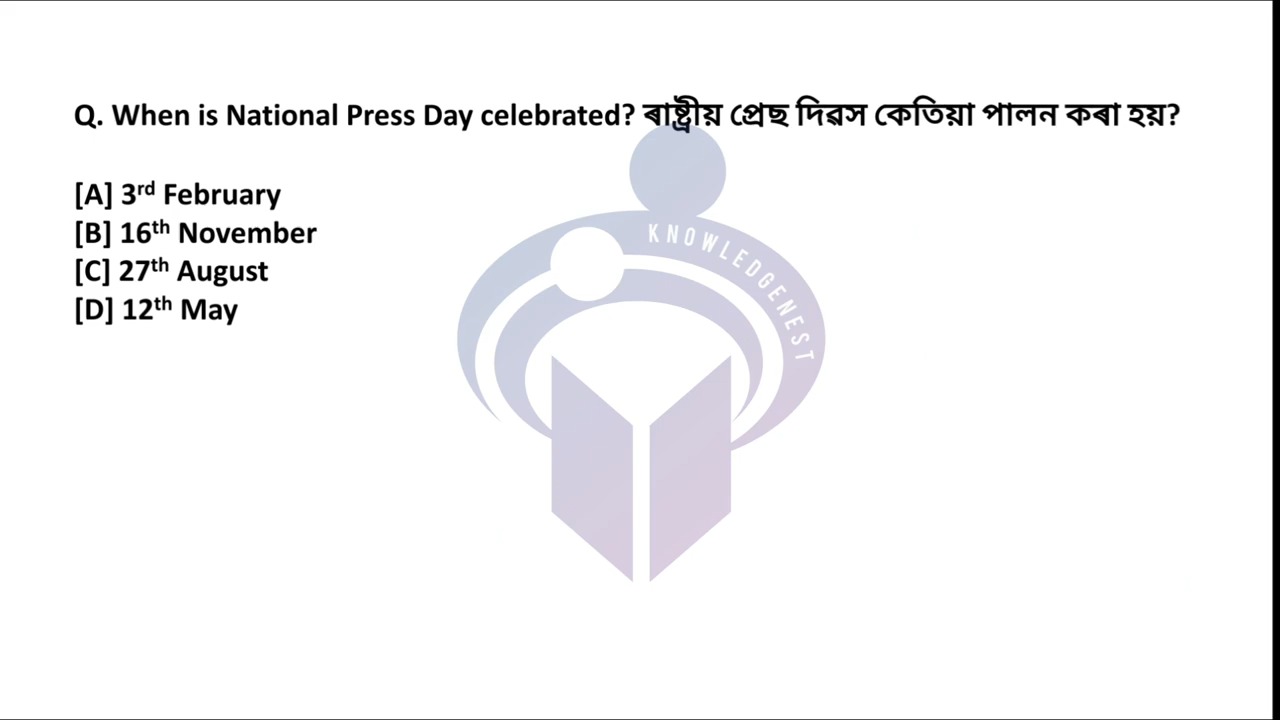 Q. When is National Press Day celebrated? ৰাষ্ট্ৰীয় প্ৰেছ দিৱস কেতিয়া পালন কৰা হয়?
[A] 3rd February
[B] 16th November
[C] 27th August
[D] 12th May
KNOWLEDGENEST